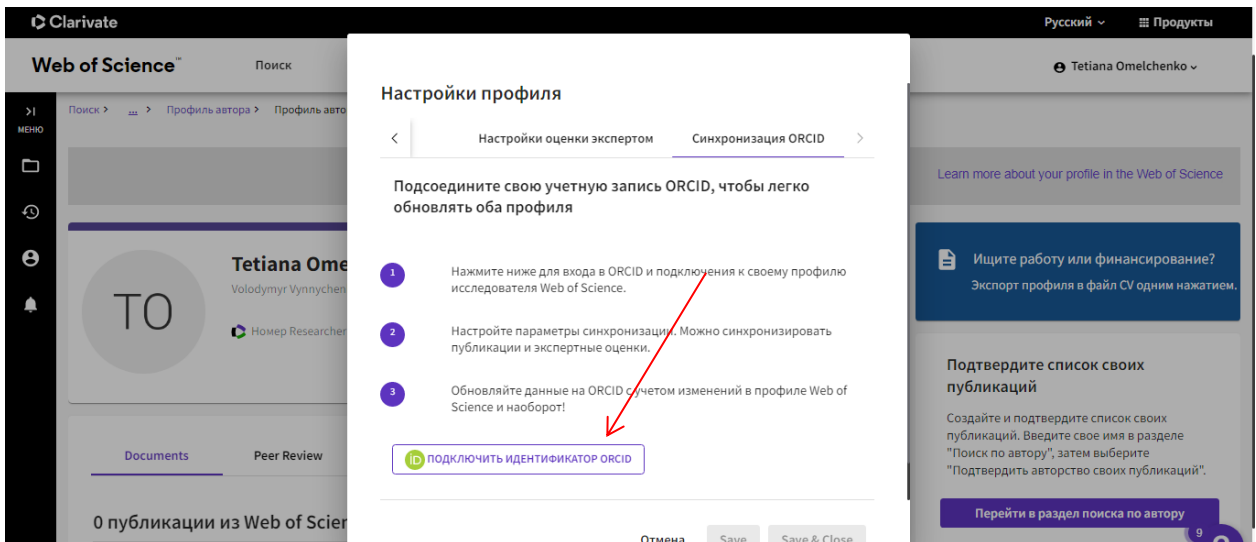 Clarivate
Русский
Продукты
Web of Science™
Поиск
Tetiana Omelchenko
МЕНЮ
Поиск > ... > Профиль автора > Профиль авто
Настройки профиля
Настройки оценки экспертом
Синхронизация ORCID
Подсоедините свою учетную запись ORCID, чтобы легко
обновлять оба профиля
1
Нажмите ниже для входа в ORCID и подключения к своему профилю
исследователя Web of Science.
2
Настройте параметры синхронизации. Можно синхронизировать
публикации и экспертные оценки.
3
Обновляйте данные на ORCID с учетом изменений в профиле Web of
Science и наоборот!
iD ПОДКЛЮЧИТЬ ИДЕНТИФИКАТОР ORCID
Отмена
Save
Save & Close
TO
Tetiana Ome
Volodymyr Vynnychen
Номер Researcher
Documents
Peer Review
0 публикации из Web of Scien
Learn more about your profile in the Web of Science
Ищите работу или финансирование?
Экспорт профиля в файл CV одним нажатием.
Подтвердите список своих
публикаций
Создайте и подтвердите список своих
публикаций. Введите свое имя в разделе
"Поиск по автору", затем выберите
"Подтвердить авторство своих публикаций".
Перейти в раздел поиска по автору
9